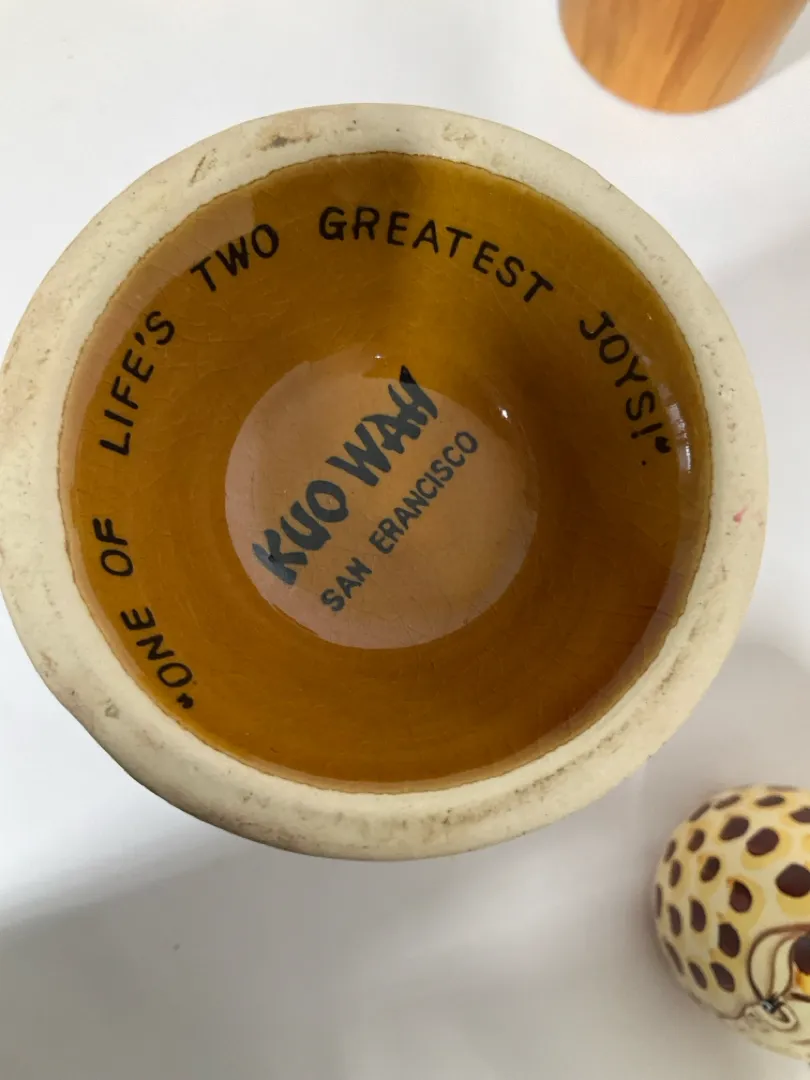 "ONE OF LIFE'S TWO GREATEST JOYS!"
KUO WAH
SAN FRANCISCO